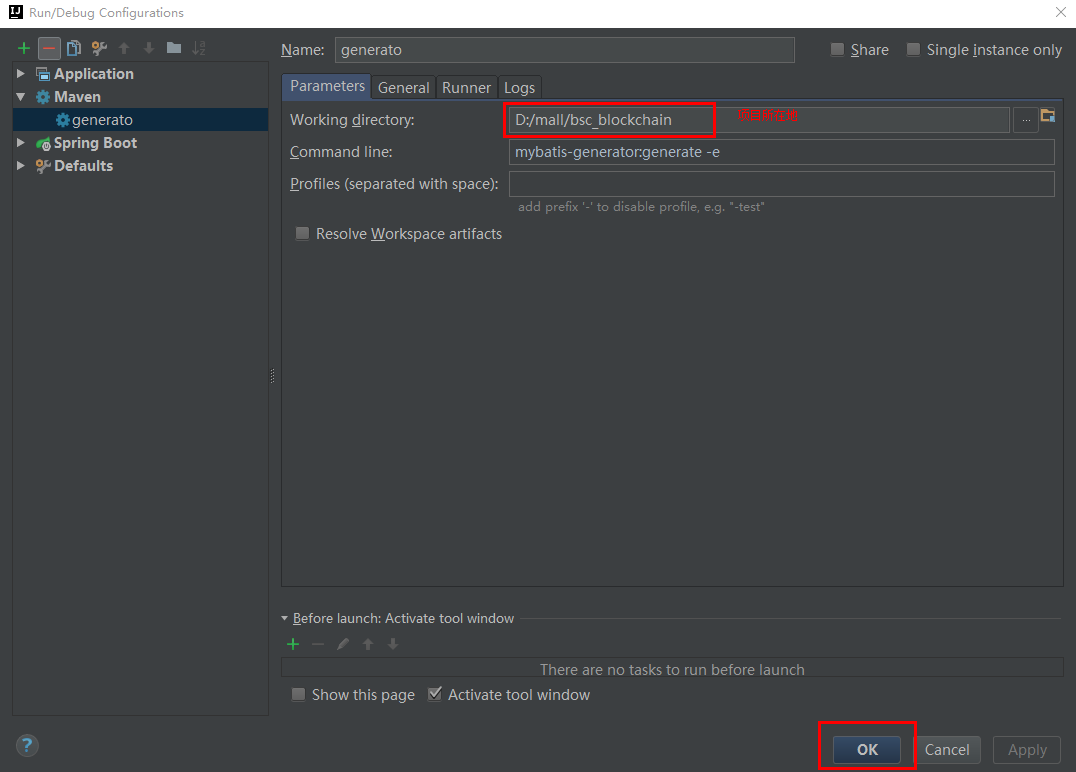 Run/Debug Configurations
Name: generato
Share
Single instance only
Application
Maven
generato
Spring Boot
Defaults
Parameters General Runner Logs
Working directory: D:/mall/bsc_blockchain ...
Command line: mybatis-generator:generate -e
Profiles (separated with space):
add prefix '-' to disable profile, e.g. "-test"
Resolve Workspace artifacts
Before launch: Activate tool window
There are no tasks to run before launch
Show this page Activate tool window
? OK Cancel Apply